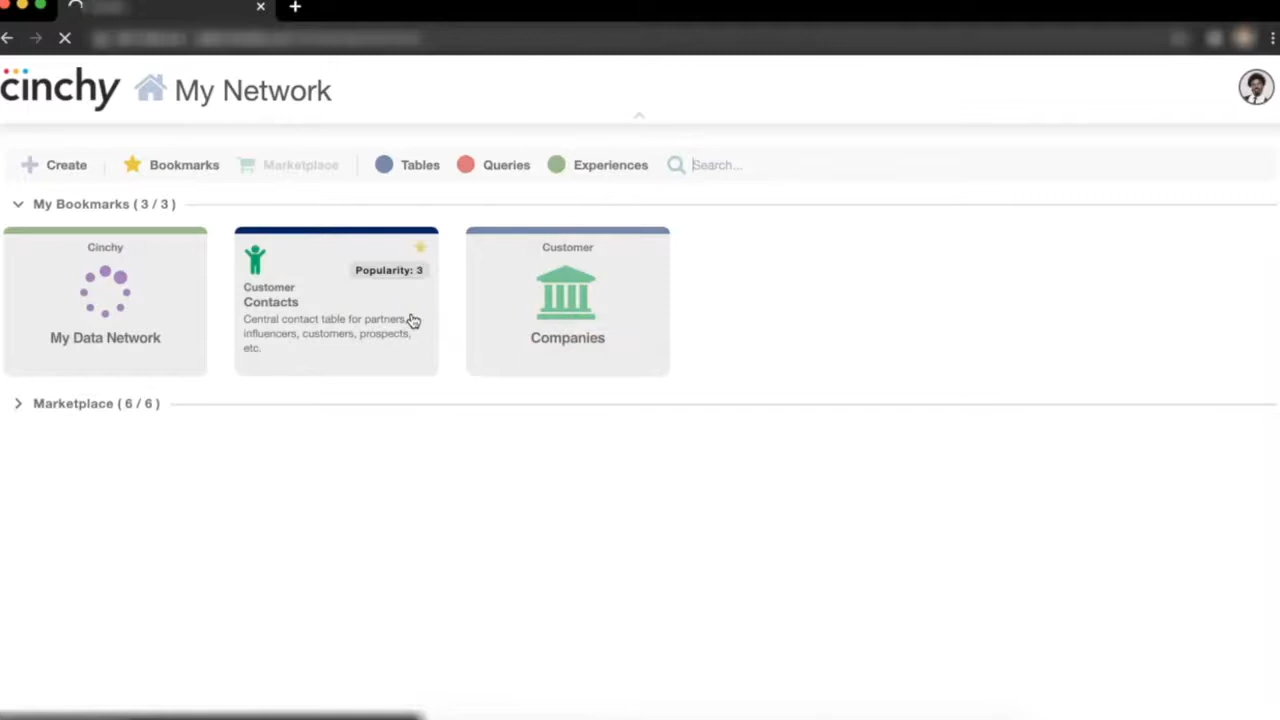 cinchy My Network
Create Bookmarks Marketplace Tables Queries Experiences Search...
My Bookmarks ( 3 / 3 )
Cinchy
My Data Network
Popularity: 3
Customer
Contacts
Central contact table for partners,
influencers, customers, prospects,
etc.
Customer
Companies
Marketplace ( 6 / 6 )